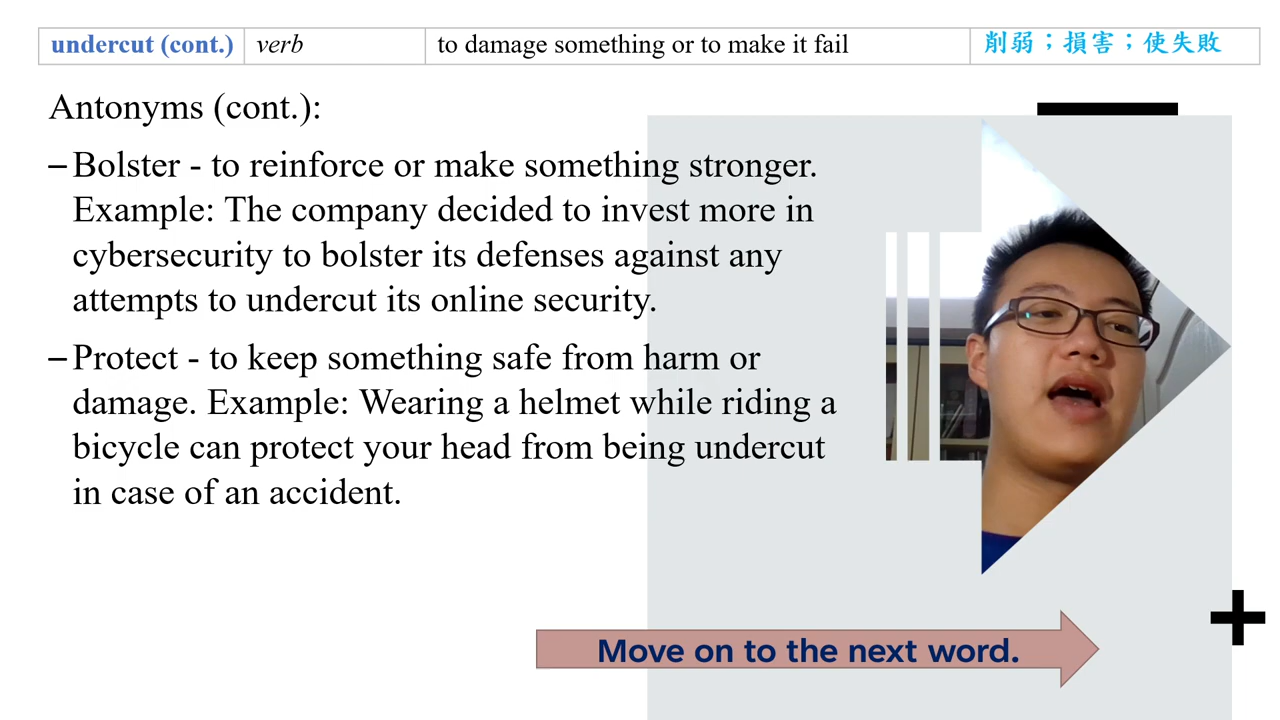 undercut (cont.) verb to damage something or to make it fail 削弱；損害；使失敗
Antonyms (cont.):
– Bolster - to reinforce or make something stronger.
Example: The company decided to invest more in
cybersecurity to bolster its defenses against any
attempts to undercut its online security.
– Protect - to keep something safe from harm or
damage. Example: Wearing a helmet while riding a
bicycle can protect your head from being undercut
in case of an accident.
Move on to the next word.